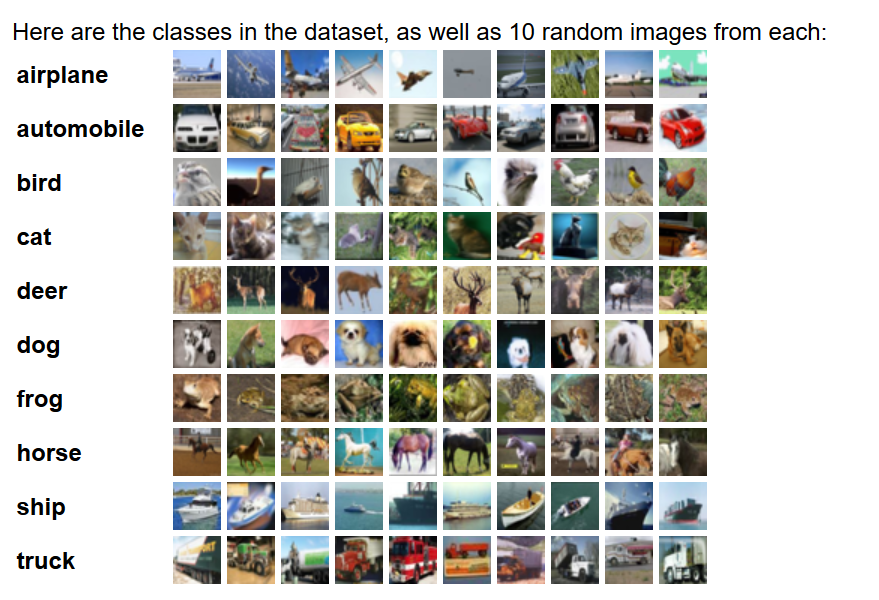 Here are the classes in the dataset, as well as 10 random images from each:
airplane
automobile
bird
cat
deer
dog
frog
horse
ship
truck